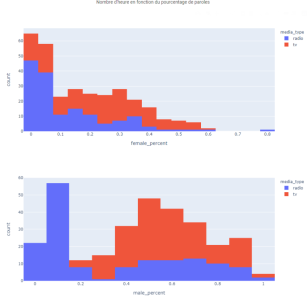 Nombre d'heure en fonction du pourcentage de paroles
media_type
radio
tv
count
60
50
40
30
20
10
0
0 0.1 0.2 0.3 0.4 0.5 0.6 0.7 0.8
female_percent
media_type
radio
tv
count
60
50
40
30
20
10
0
0 0.2 0.4 0.6 0.8 1
male_percent